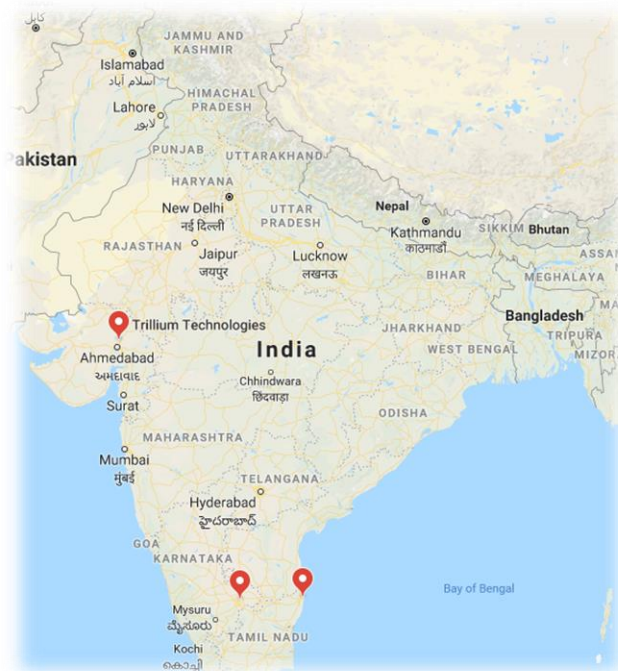 کابل
JAMMU AND
KASHMIR
Islamabad
اسلام آباد
HIMACHAL
PRADESH
Lahore
لاہور
PUNJAB
UTTARAKHAND
Pakistan
HARYANA
New Delhi
नई दिल्ली
UTTAR
PRADESH
Nepal
Kathmandu
काठमाडौं
SIKKIM
Bhutan
ASSA
RAJASTHAN
Jaipur
जयपुर
Lucknow
लखनऊ
BIHAR
MEGHALAYA
Bangladesh
Trillium Technologies
JHARKHAND
TRIPURA
Ahmedabad
અમદાવાદ
India
WEST BENGAL
MIZOR
Chhindwara
छिंदवाड़ा
Surat
ODISHA
MAHARASHTRA
Mumbai
मुंबई
TELANGANA
Hyderabad
హైదరాబాద్
GOA
KARNATAKA
Bay of Bengal
Mysuru
ಮೈಸೂರು
TAMIL NADU
Kochi
കൊച്ചി